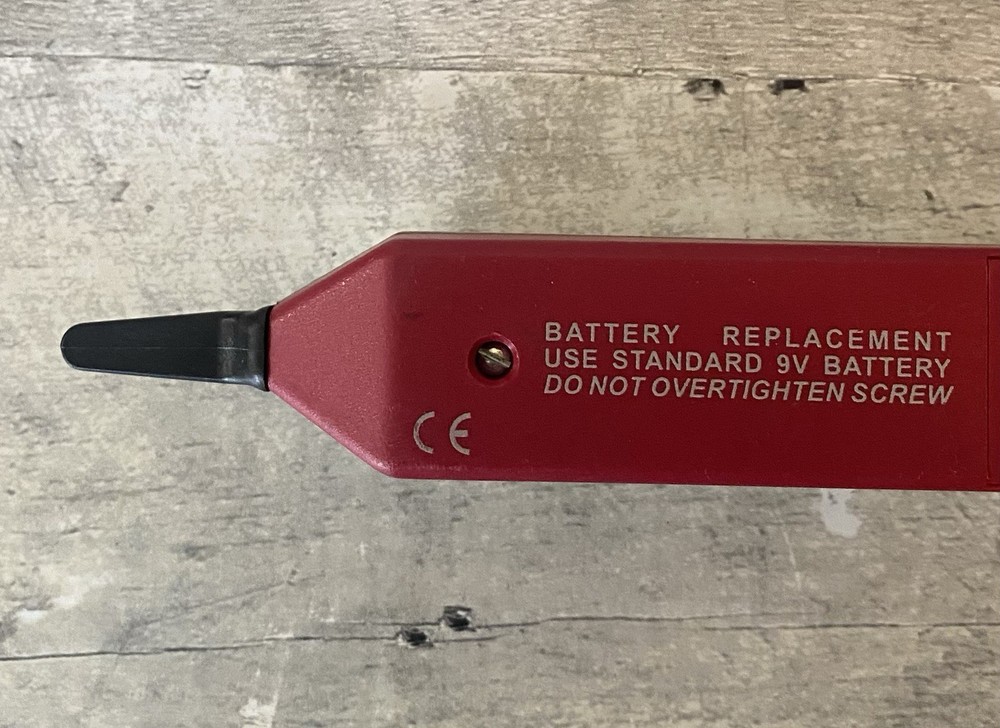 BATTERY REPLACEMENT
USE STANDARD 9V BATTERY
DO NOT OVERTIGHTEN SCREW
CE